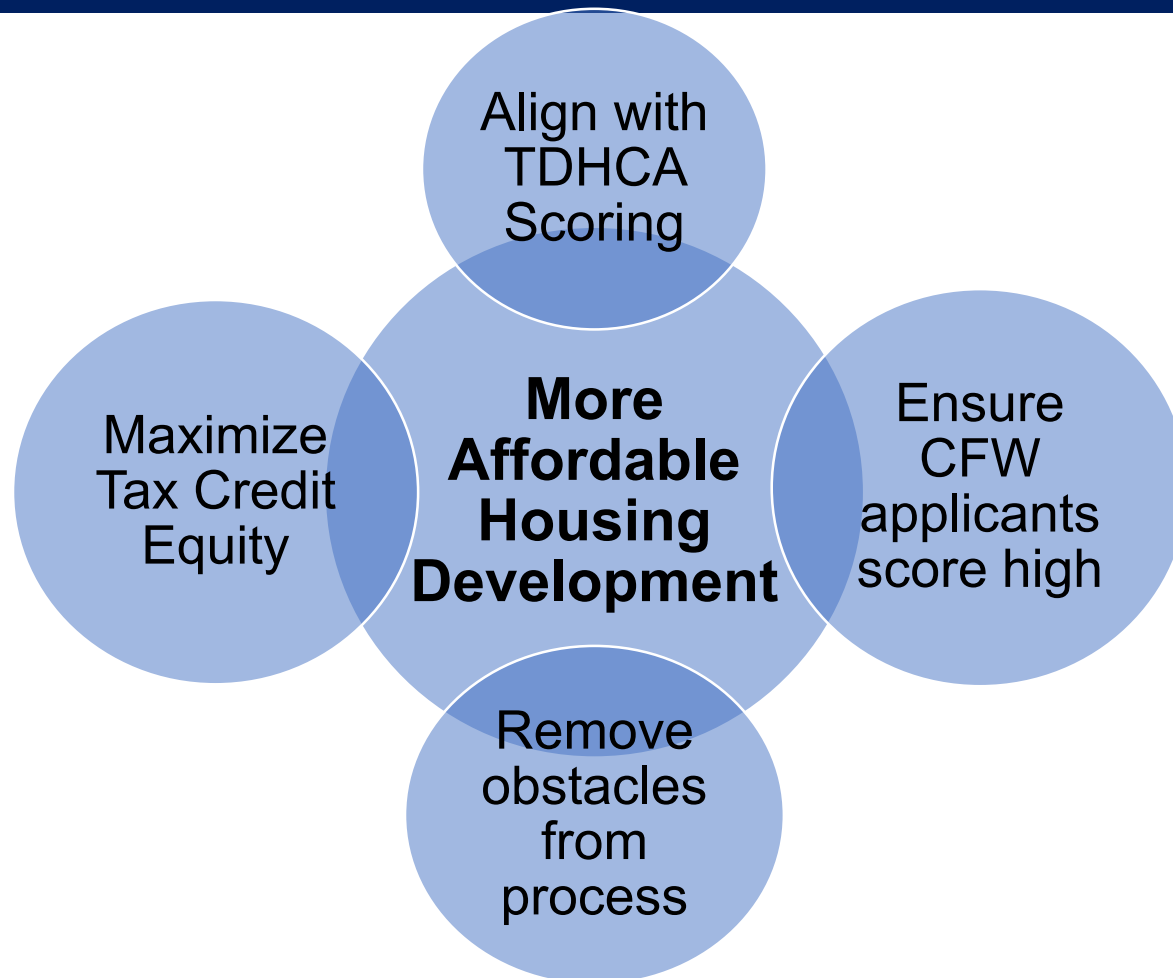 Align with
TDHCA
Scoring
Maximize
Tax Credit
Equity
More
Affordable
Housing
Development
Ensure
CFW
applicants
score high
Remove
obstacles
from
process